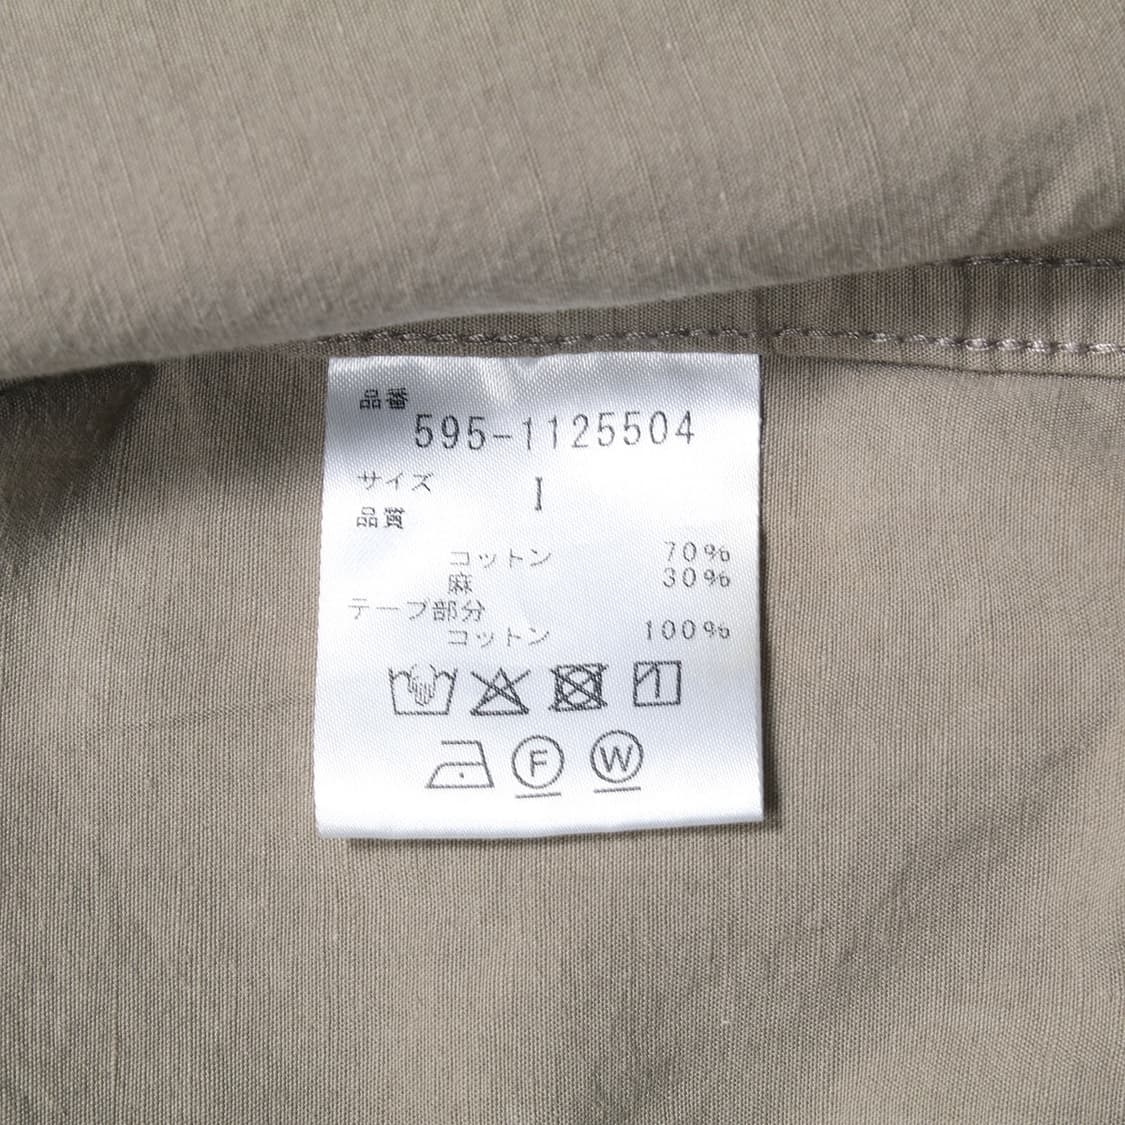 品番
595-1125504
サイズ I
品質
コットン 70%
麻 30%
テープ部分
コットン 100%
F W